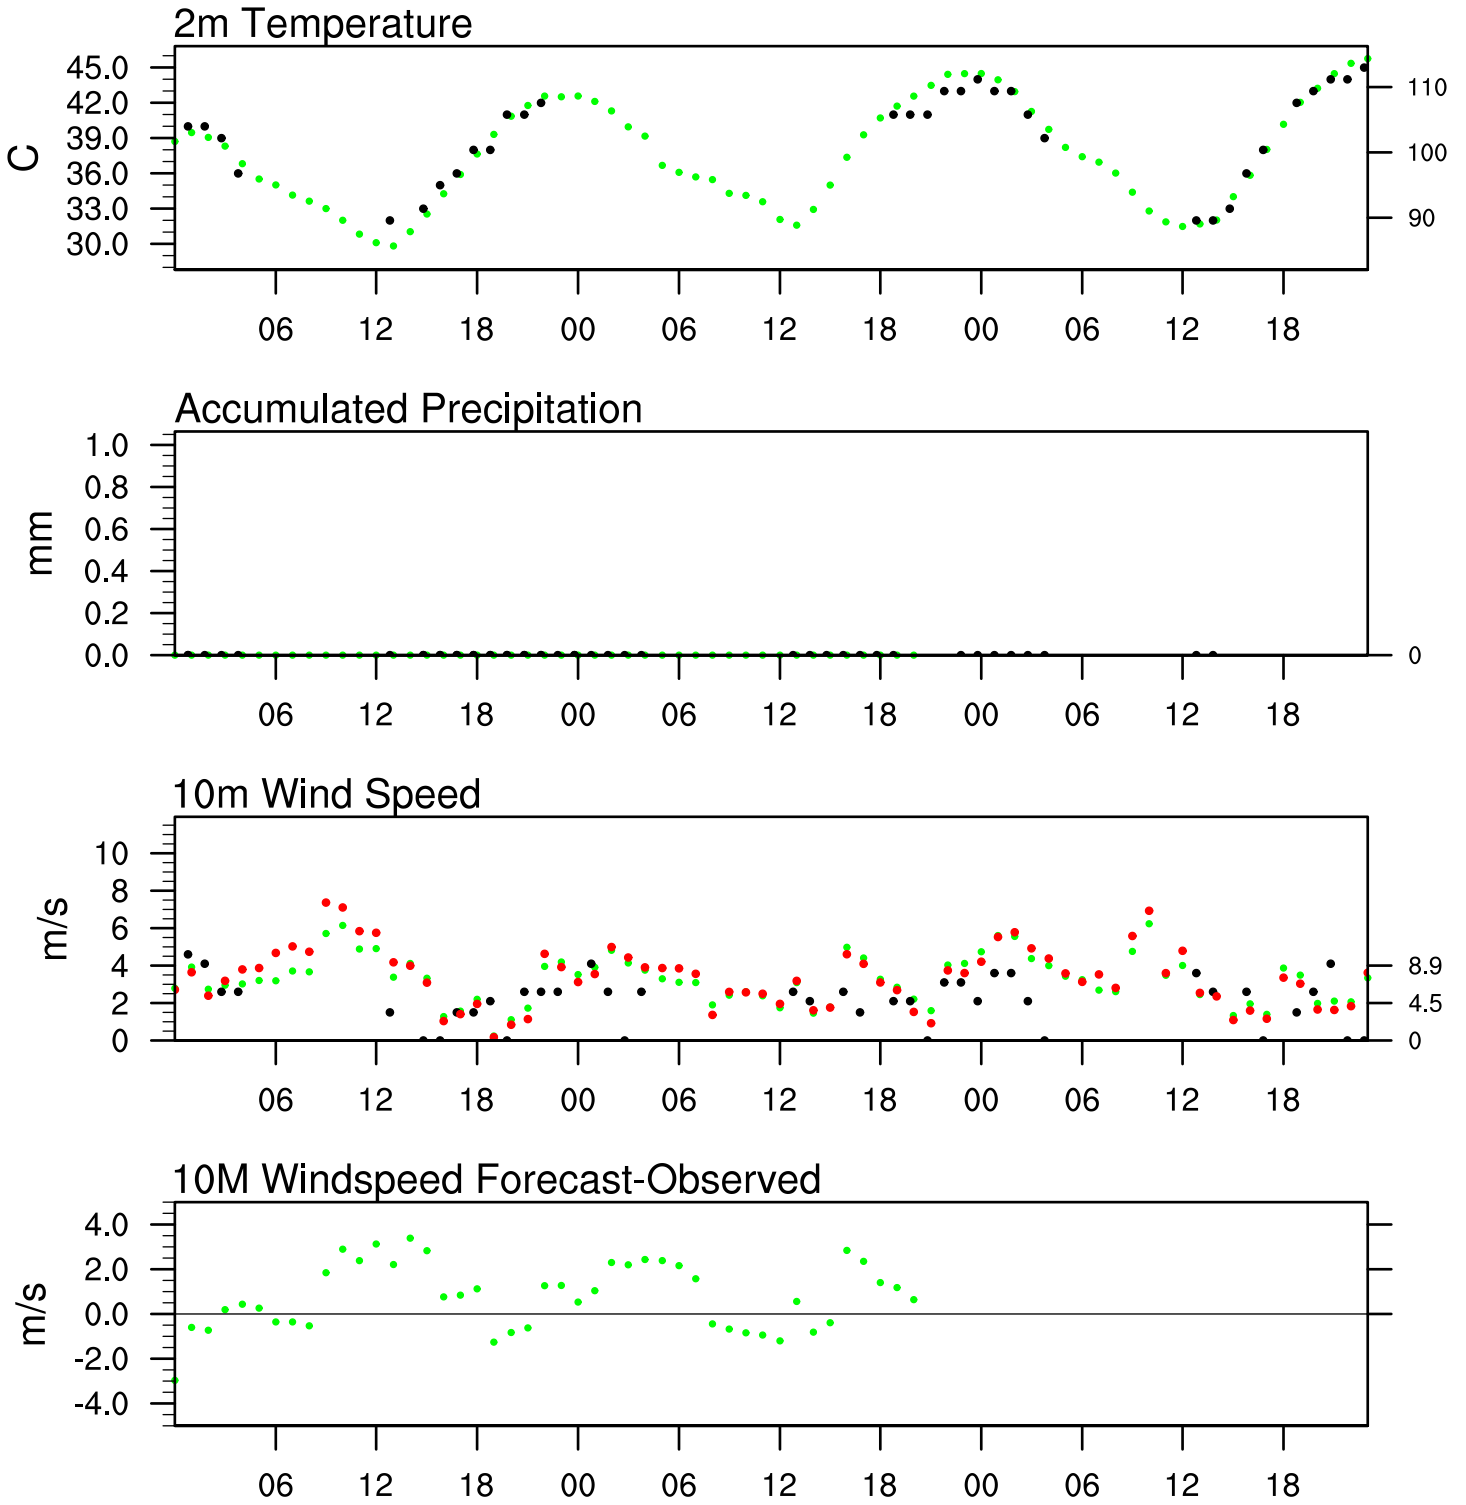 2m Temperature
45.0
42.0
39.0
36.0
33.0
30.0
C
110
100
90
06 12 18 00 06 12 18 00 06 12 18
Accumulated Precipitation
1.0
0.8
0.6
0.4
0.2
0.0
mm
0
06 12 18 00 06 12 18 00 06 12 18
10m Wind Speed
10
8
6
4
2
0
m/s
8.9
4.5
0
06 12 18 00 06 12 18 00 06 12 18
10M Windspeed Forecast-Observed
4.0
2.0
0.0
-2.0
-4.0
m/s
06 12 18 00 06 12 18 00 06 12 18